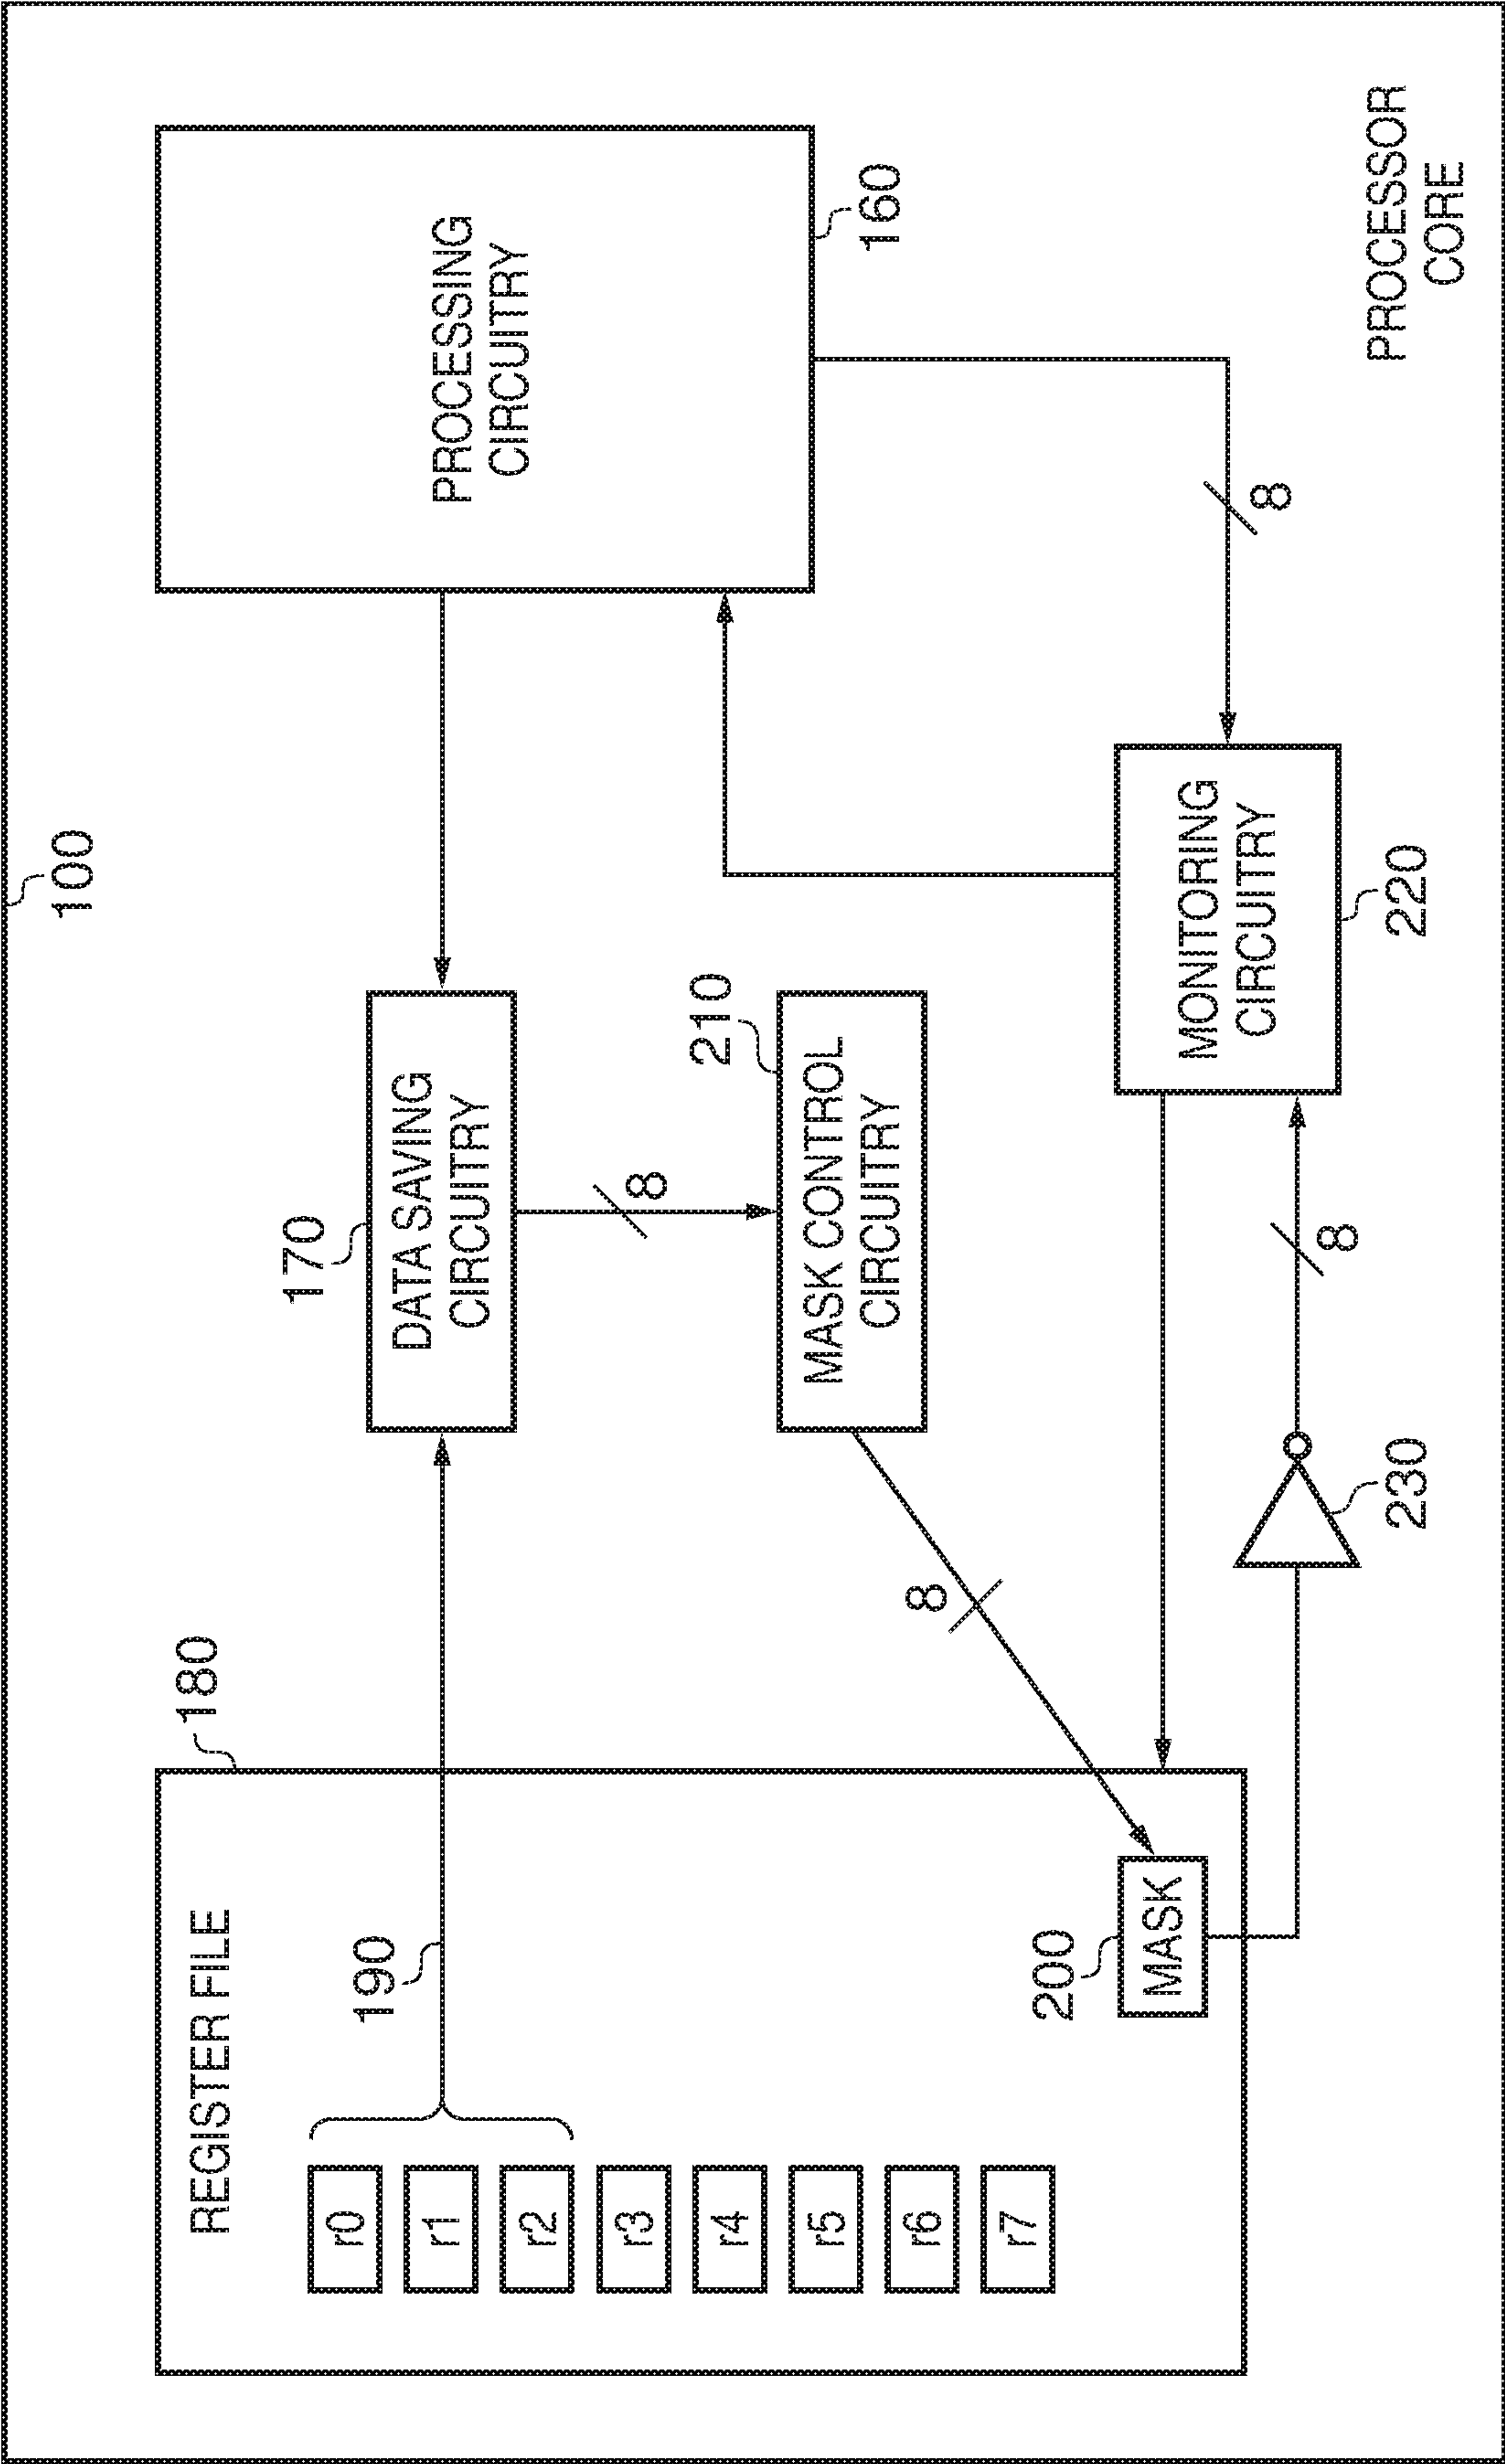 100
REGISTER FILE
180
r0
r1
r2
r3
r4
r5
r6
r7
190
200
MASK
170
DATA SAVING
CIRCUITRY
8
210
MASK CONTROL
CIRCUITRY
8
230
8
MONITORING
CIRCUITRY
220
PROCESSING
CIRCUITRY
160
8
PROCESSOR
CORE